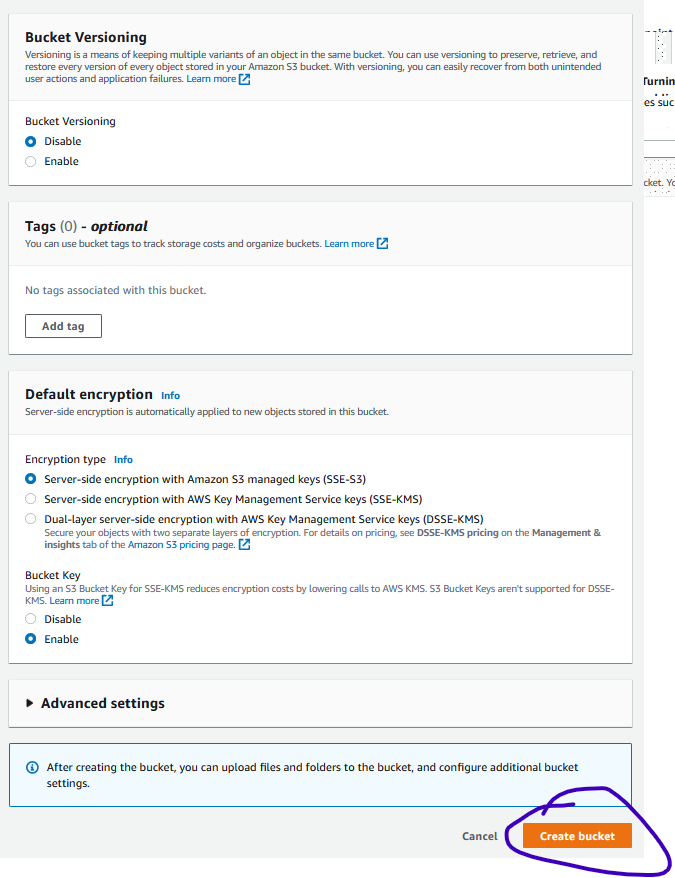 Bucket Versioning
Versioning is a means of keeping multiple variants of an object in the same bucket. You can use versioning to preserve, retrieve, and
restore every version of every object stored in your Amazon S3 bucket. With versioning, you can easily recover from both unintended
user actions and application failures. Learn more
Bucket Versioning
Disable
Enable
Tags (0) - optional
You can use bucket tags to track storage costs and organize buckets. Learn more
No tags associated with this bucket.
Add tag
Default encryption Info
Server-side encryption is automatically applied to new objects stored in this bucket.
Encryption type Info
Server-side encryption with Amazon S3 managed keys (SSE-S3)
Server-side encryption with AWS Key Management Service keys (SSE-KMS)
Dual-layer server-side encryption with AWS Key Management Service keys (DSSE-KMS)
Secure your objects with two separate layers of encryption. For details on pricing, see DSSE-KMS pricing on the Management &
insights tab of the Amazon S3 pricing page.
Bucket Key
Using an S3 Bucket Key for SSE-KMS reduces encryption costs by lowering calls to AWS KMS. S3 Bucket Keys aren't supported for DSSE-
KMS. Learn more
Disable
Enable
Advanced settings
After creating the bucket, you can upload files and folders to the bucket, and configure additional bucket
settings.
Cancel
Create bucket
Turnin
es suc
cket. Yo